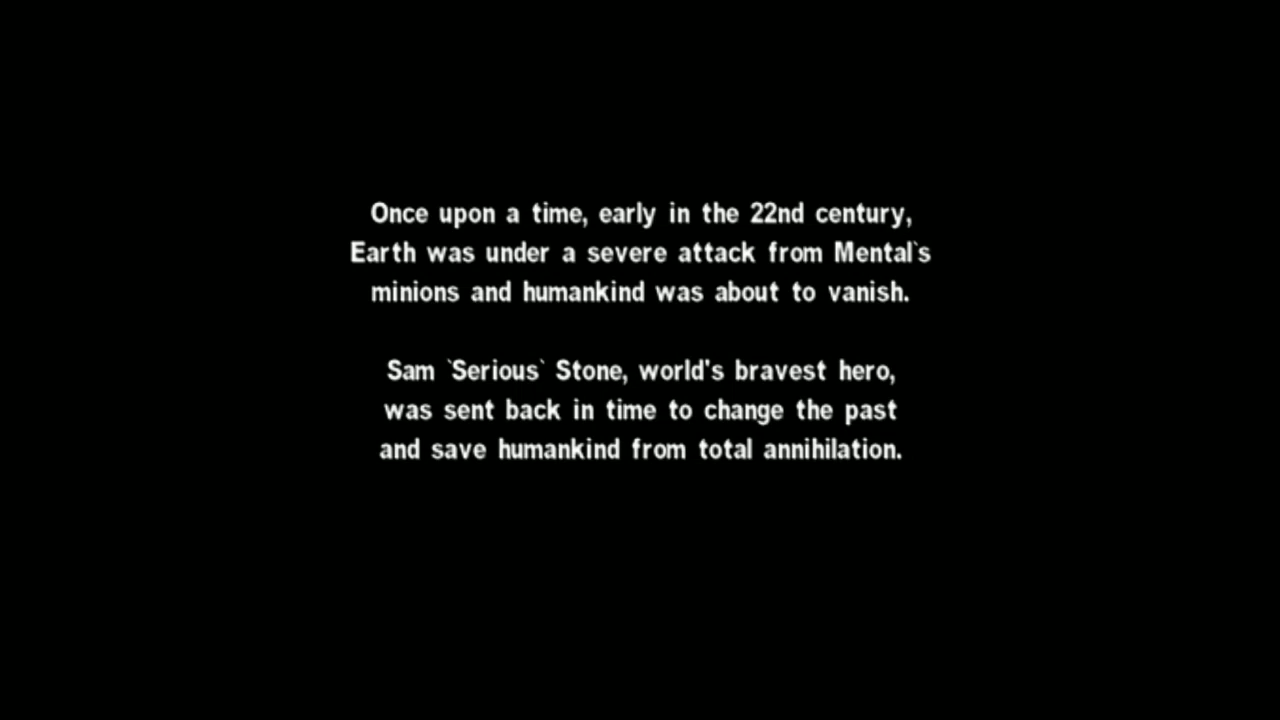 Once upon a time, early in the 22nd century,
Earth was under a severe attack from Mental`s
minions and humankind was about to vanish.
Sam `Serious` Stone, world's bravest hero,
was sent back in time to change the past
and save humankind from total annihilation.